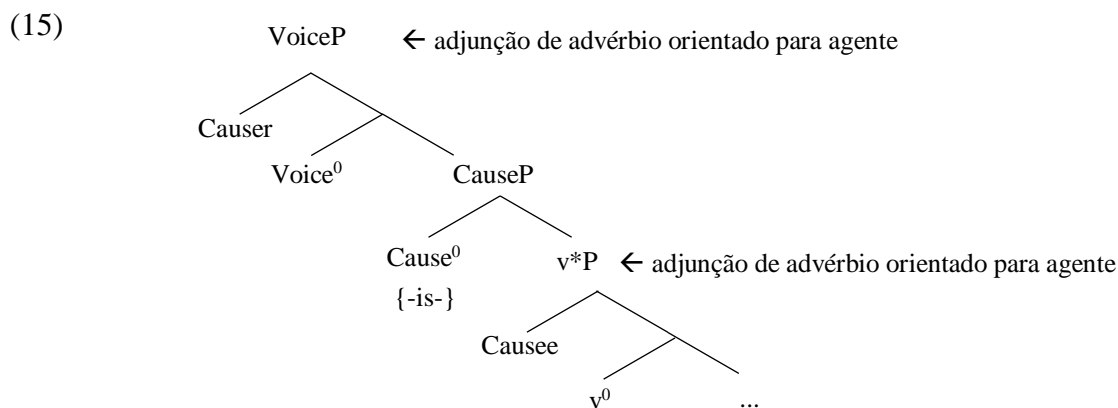 (15)
VoiceP ← adjunção de advérbio orientado para agente
Causer
Voice⁰ CauseP
Cause⁰ v*P ← adjunção de advérbio orientado para agente
{-is-}
Causee
v⁰ ...